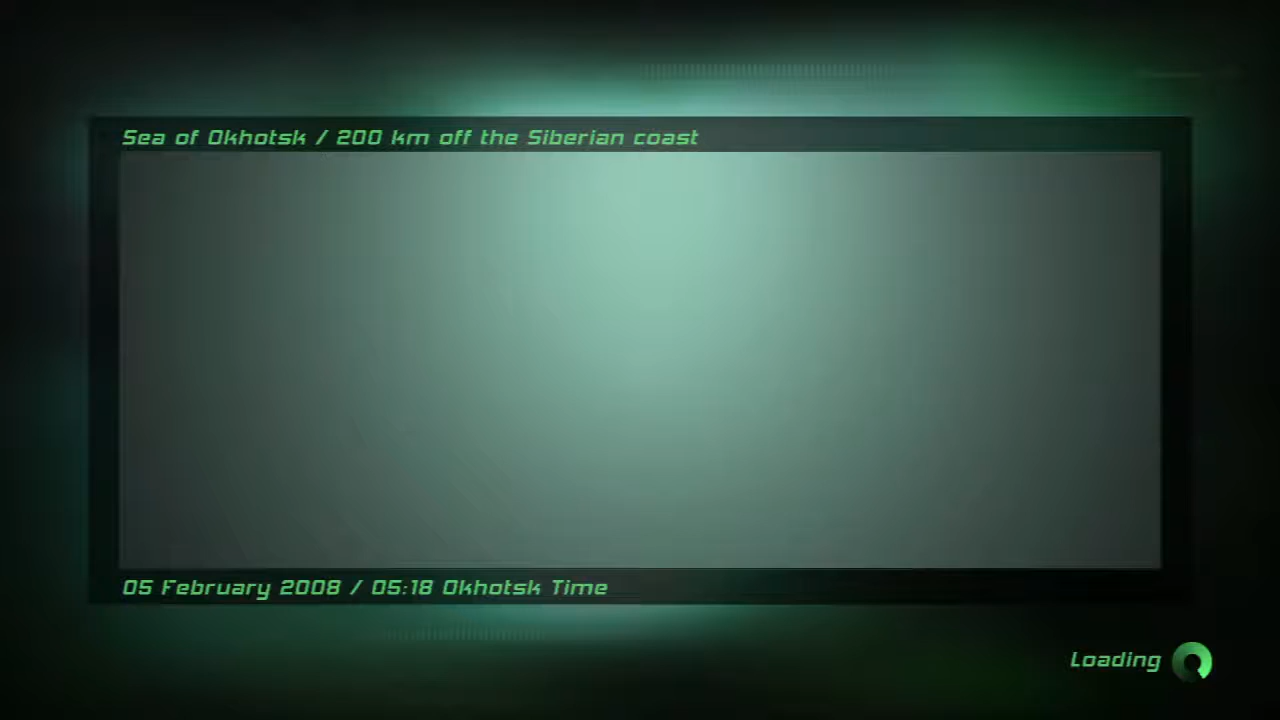 Sea of Okhotsk / 200 km off the Siberian coast
05 February 2008 / 05:18 Okhotsk Time
Loading